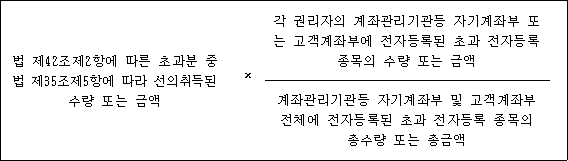 법 제42조제2항에 따른 초과분 중
법 제35조제5항에 따라 선의취득된
수량 또는 금액
×
각 권리자의 계좌관리기관등 자기계좌부 또
는 고객계좌부에 전자등록된 초과 전자등록
종목의 수량 또는 금액
계좌관리기관등 자기계좌부 및 고객계좌부
전체에 전자등록된 초과 전자등록 종목의
총수량 또는 총금액